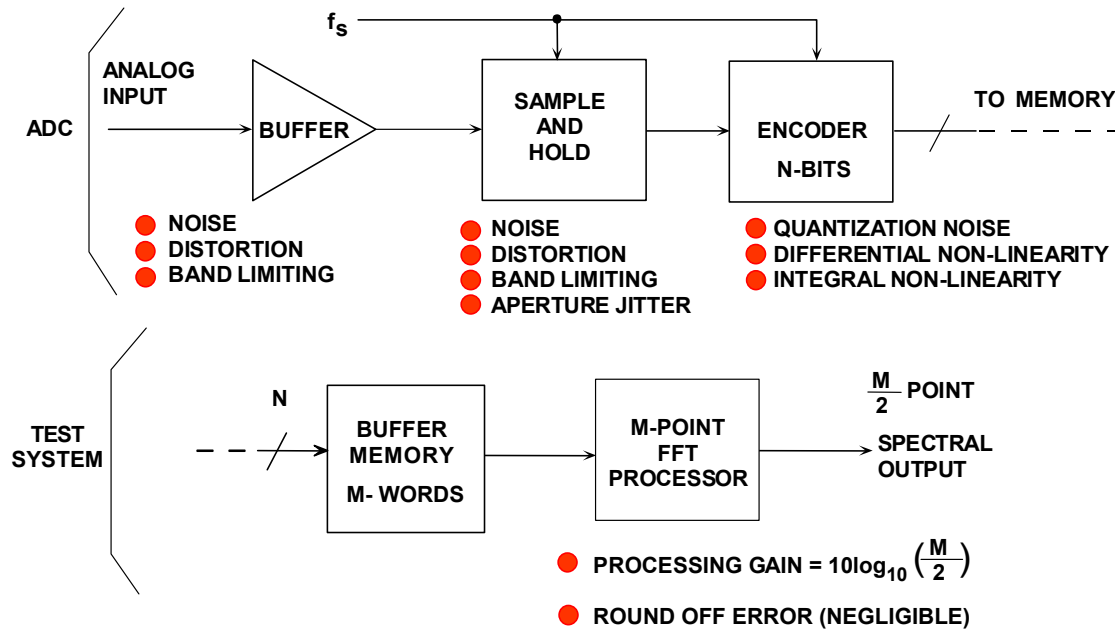 fs
ADC
ANALOG
INPUT
BUFFER
SAMPLE
AND
HOLD
ENCODER
N-BITS
TO MEMORY
NOISE
DISTORTION
BAND LIMITING
NOISE
DISTORTION
BAND LIMITING
APERTURE JITTER
QUANTIZATION NOISE
DIFFERENTIAL NON-LINEARITY
INTEGRAL NON-LINEARITY
TEST
SYSTEM
N
BUFFER
MEMORY
M- WORDS
M-POINT
FFT
PROCESSOR
M/2 POINT
SPECTRAL
OUTPUT
PROCESSING GAIN = 10log10 (M/2)
ROUND OFF ERROR (NEGLIGIBLE)